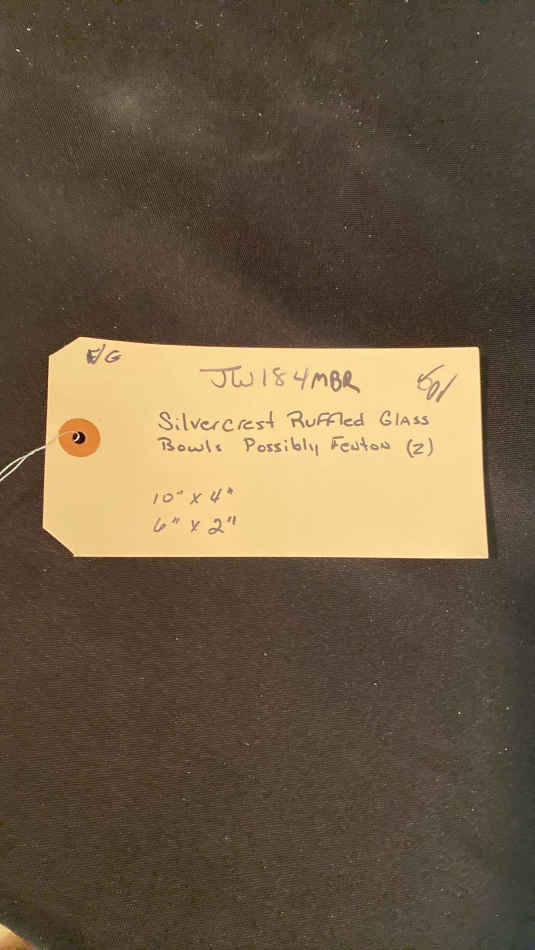 E/G
JW184MBR
Silvercrest Ruffled Glass
Bowls Possibly Fenton (2)
10" x 4"
6" x 2"